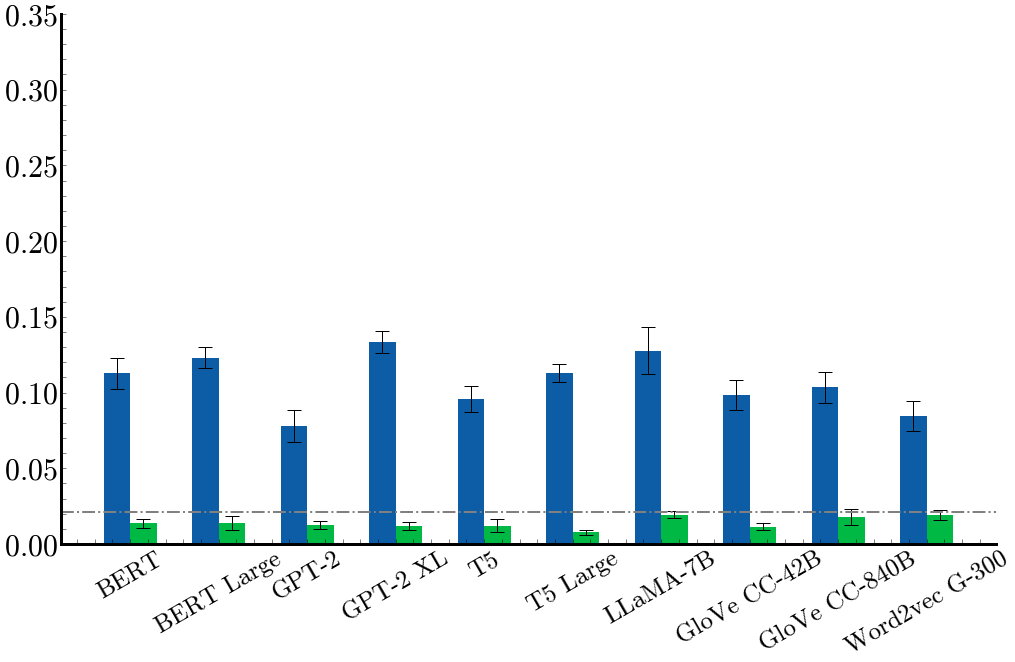 0.35
0.30
0.25
0.20
0.15
0.10
0.05
0.00
BERT
BERT Large
GPT-2
GPT-2 XL
T5
T5 Large
LLaMA-7B
GloVe CC-42B
GloVe CC-840B
Word2vec G-300